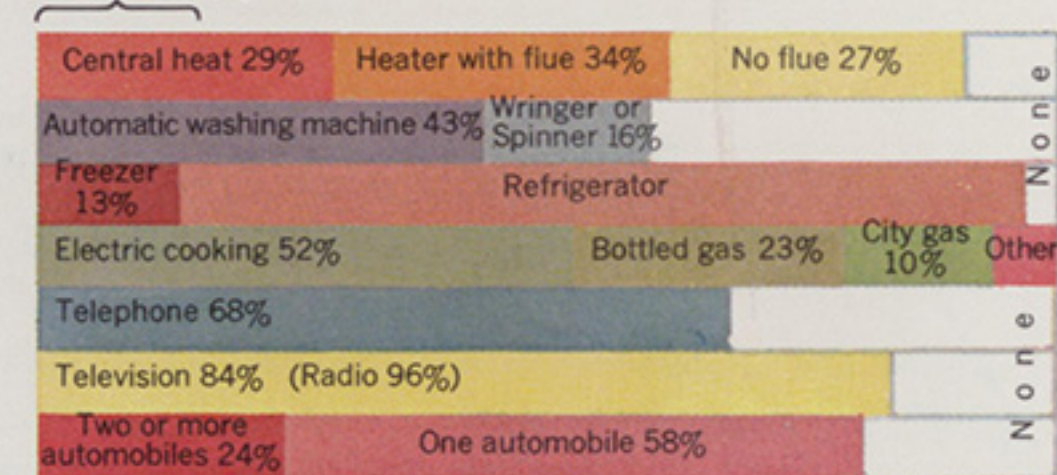 Central heat 29% Heater with flue 34% No flue 27%
Automatic washing machine 43% Wringer or
Spinner 16%
None
Freezer
13%
Refrigerator
Electric cooking 52% Bottled gas 23% City gas
10%
Other
Telephone 68%
Television 84% (Radio 96%)
None
Two or more
automobiles 24%
One automobile 58%